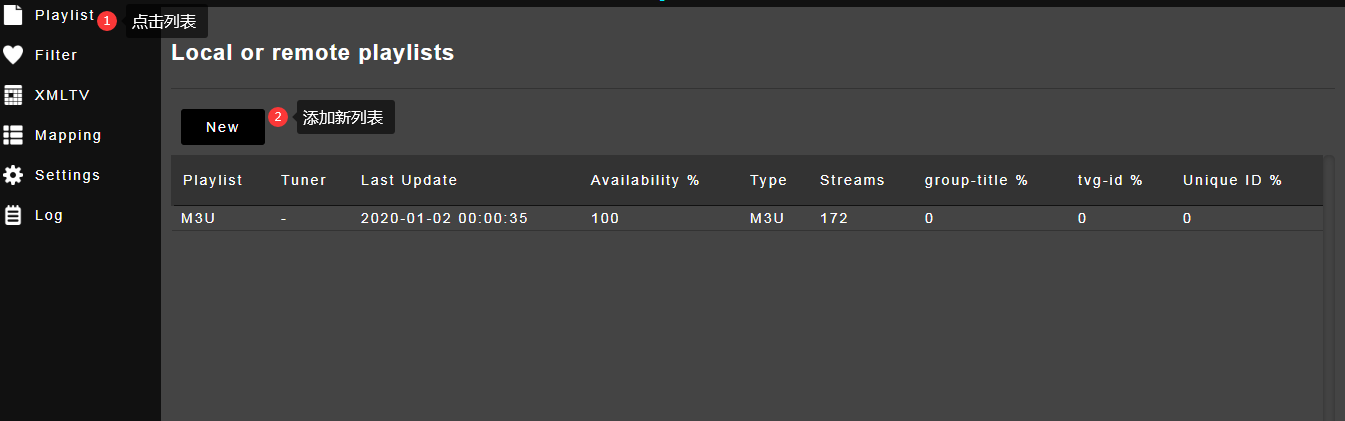 Playlist
1 点击列表
Filter
XMLTV
Mapping
Settings
Log
Local or remote playlists
New
2 添加新列表
Playlist Tuner Last Update Availability % Type Streams group-title % tvg-id % Unique ID %
M3U - 2020-01-02 00:00:35 100 M3U 172 0 0 0